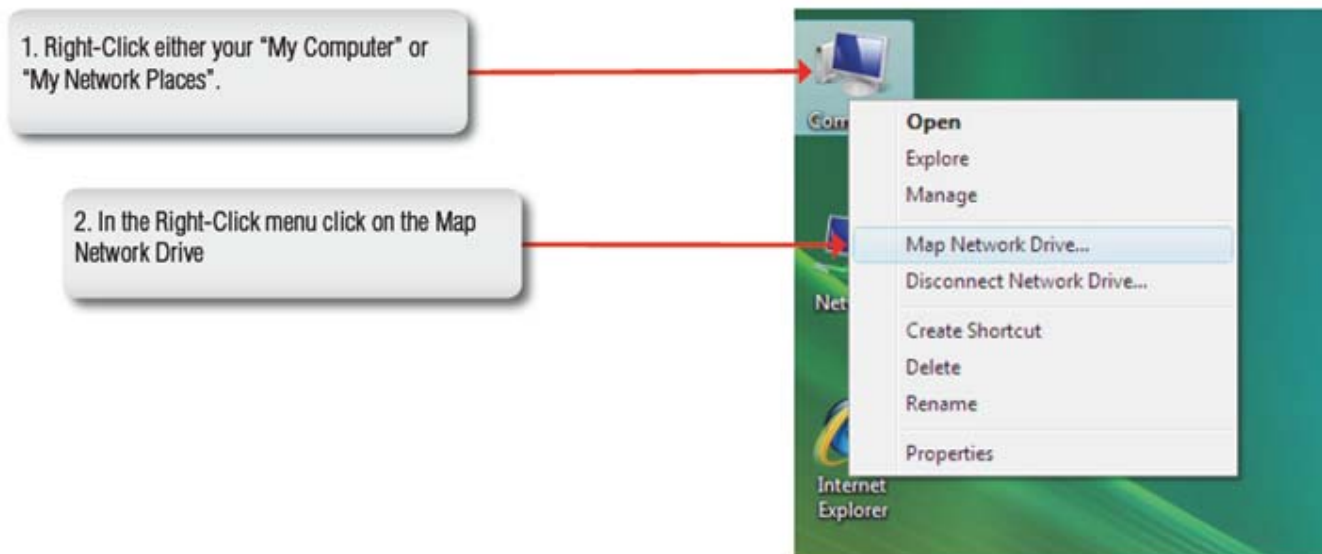 1. Right-Click either your “My Computer” or
“My Network Places”.
2. In the Right-Click menu click on the Map
Network Drive
Com
Open
Explore
Manage
Map Network Drive...
Disconnect Network Drive...
Net
Create Shortcut
Delete
Rename
Properties
Internet
Explorer